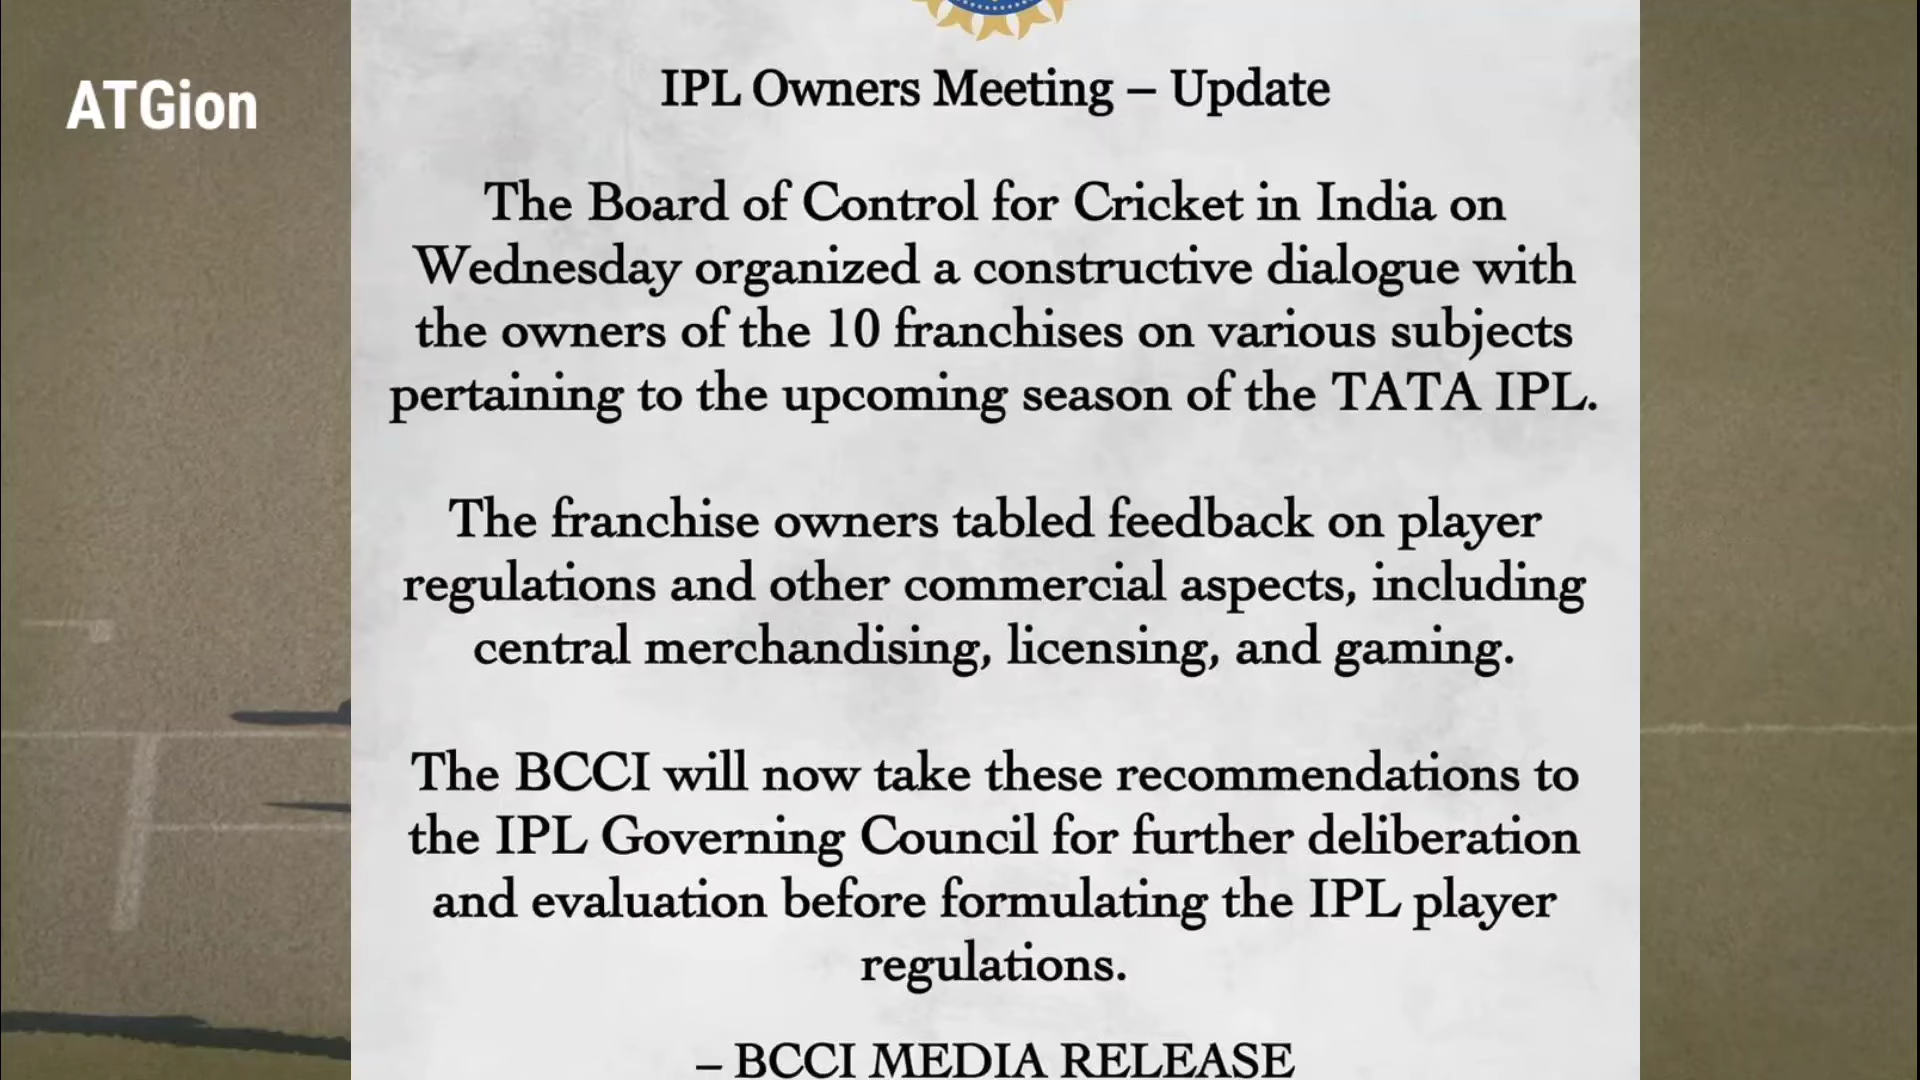 ATGion
IPL Owners Meeting – Update
The Board of Control for Cricket in India on
Wednesday organized a constructive dialogue with
the owners of the 10 franchises on various subjects
pertaining to the upcoming season of the TATA IPL.
The franchise owners tabled feedback on player
regulations and other commercial aspects, including
central merchandising, licensing, and gaming.
The BCCI will now take these recommendations to
the IPL Governing Council for further deliberation
and evaluation before formulating the IPL player
regulations.
– BCCI MEDIA RELEASE